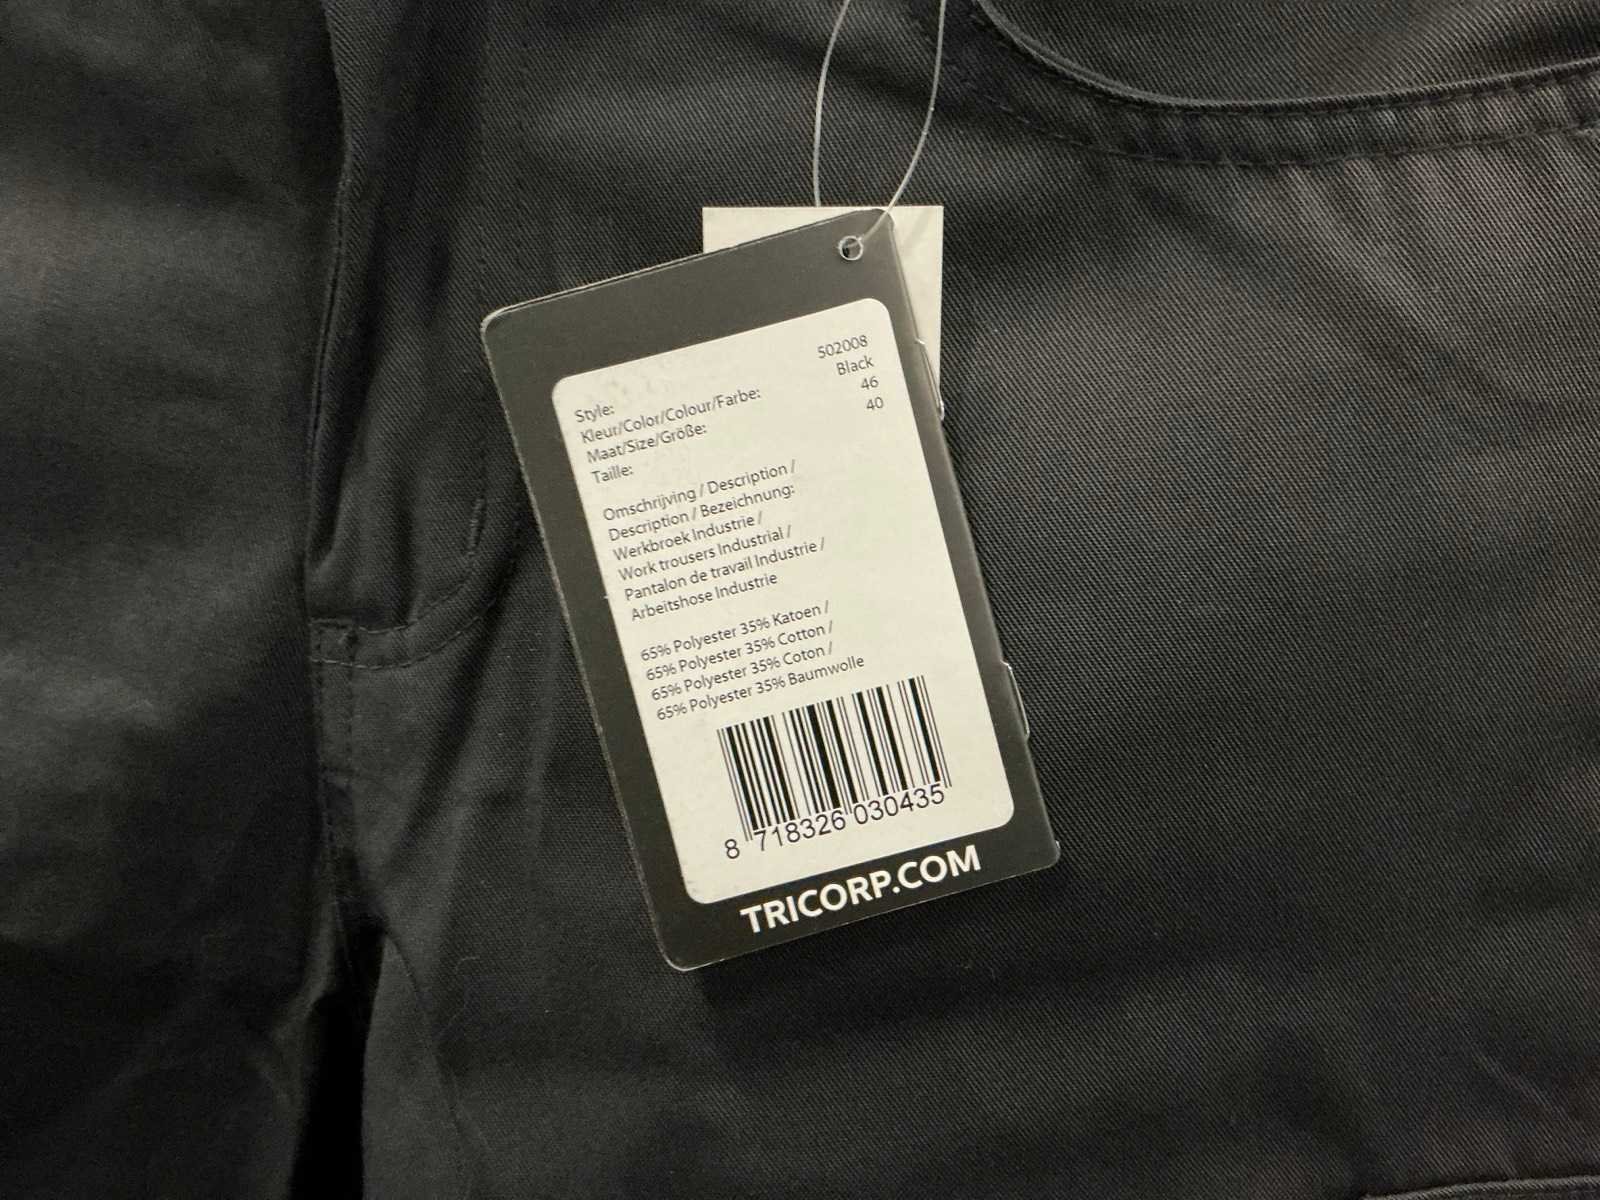 Style: 502008
Kleur/Color/Colour/Farbe: Black
Maat/Size/Größe: 46
Taille: 40
Omschrijving / Description /
Description / Bezeichnung:
Werkbroek Industrie /
Work trousers Industrial /
Pantalon de travail Industrie /
Arbeitshose Industrie
65% Polyester 35% Katoen /
65% Polyester 35% Cotton /
65% Polyester 35% Coton /
65% Polyester 35% Baumwolle
8 718326 030435
TRICORP.COM